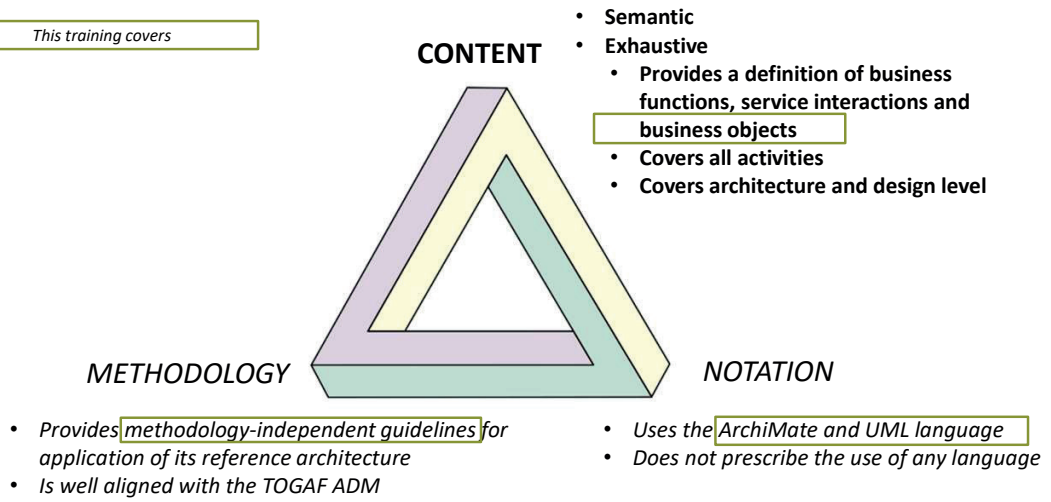 This training covers
CONTENT
• Semantic
• Exhaustive
• Provides a definition of business
functions, service interactions and
business objects
• Covers all activities
• Covers architecture and design level
METHODOLOGY
• Provides methodology-independent guidelines for
application of its reference architecture
• Is well aligned with the TOGAF ADM
NOTATION
• Uses the ArchiMate and UML language
• Does not prescribe the use of any language